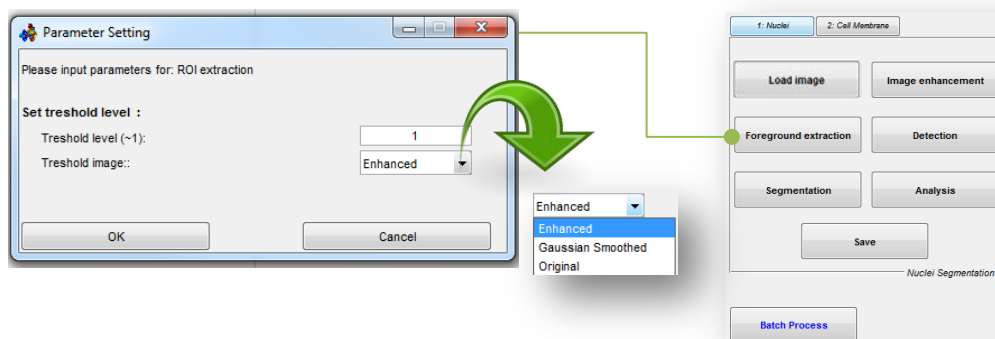 Parameter Setting
Please input parameters for: ROI extraction
Set treshold level :
Treshold level (~1):
1
Treshold image::
Enhanced
OK
Cancel
Enhanced
Enhanced
Gaussian Smoothed
Original
1: Nuclei
2: Cell Membrane
Load image
Image enhancement
Foreground extraction
Detection
Segmentation
Analysis
Save
Nuclei Segmentation
Batch Process